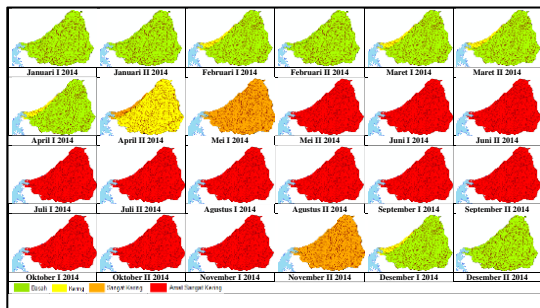 Januari I 2014 Januari II 2014 Februari I 2014 Februari II 2014 Maret I 2014 Maret II 2014
April I 2014 April II 2014 Mei I 2014 Mei II 2014 Juni I 2014 Juni II 2014
Juli I 2014 Juli II 2014 Agustus I 2014 Agustus II 2014 September I 2014 September II 2014
Oktober I 2014 Oktober II 2014 November I 2014 November II 2014 Desember I 2014 Desember II 2014
Basah Kering Sangat Kering Amat Sangat Kering